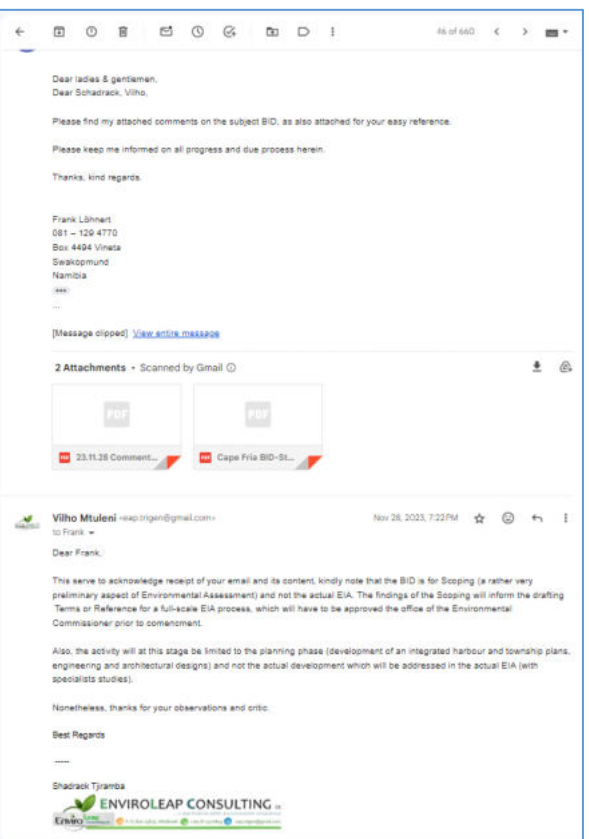 46 of 660
Dear ladies & gentlemen,
Dear Schadrack, Vilho,
Please find my attached comments on the subject BID, as also attached for your easy reference.
Please keep me informed on all progress and due process herein.
Thanks, kind regards.
Frank Löhnert
081 – 129 4770
Box 4494 Vineta
Swakopmund
Namibia
...
[Message clipped] View entire message
2 Attachments • Scanned by Gmail
PDF PDF
PDF 23.11.28 Comment... PDF Cape Fria BID-St...
Vilho Mtuleni <eap.trigen@gmail.com> Nov 28, 2023, 7:22 PM
to Frank
Dear Frank,
This serve to acknowledge receipt of your email and its content, kindly note that the BID is for Scoping (a rather very
preliminary aspect of Environmental Assessment) and not the actual EIA. The findings of the Scoping will inform the drafting
Terms or Reference for a full-scale EIA process, which will have to be approved the office of the Environmental
Commissioner prior to comencment.
Also, the activity will at this stage be limited to the planning phase (development of an integrated harbour and township plans,
engineering and architectural designs) and not the actual development which will be addressed in the actual EIA (with
specialists studies).
Nonetheless, thanks for your observations and critic.
Best Regards
----
Shadrack Tjiramba
ENVIROLEAP CONSULTING cc
Enviro Leap